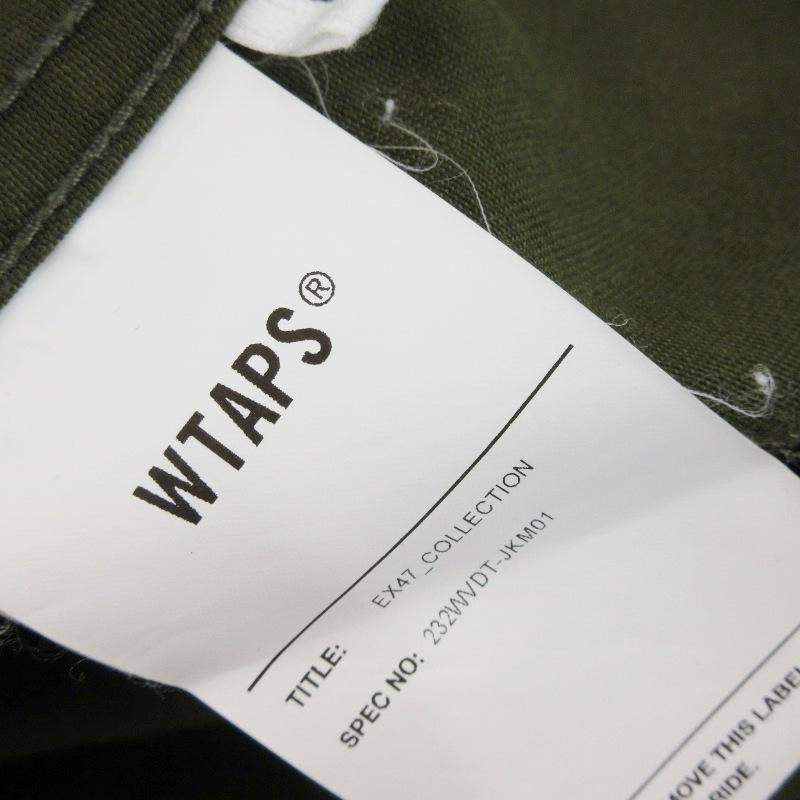 WTAPS®
TITLE: EX47_COLLECTION
SPEC NO: 232WVDT-JKM01
MOVE THIS LABEL
RIDE.